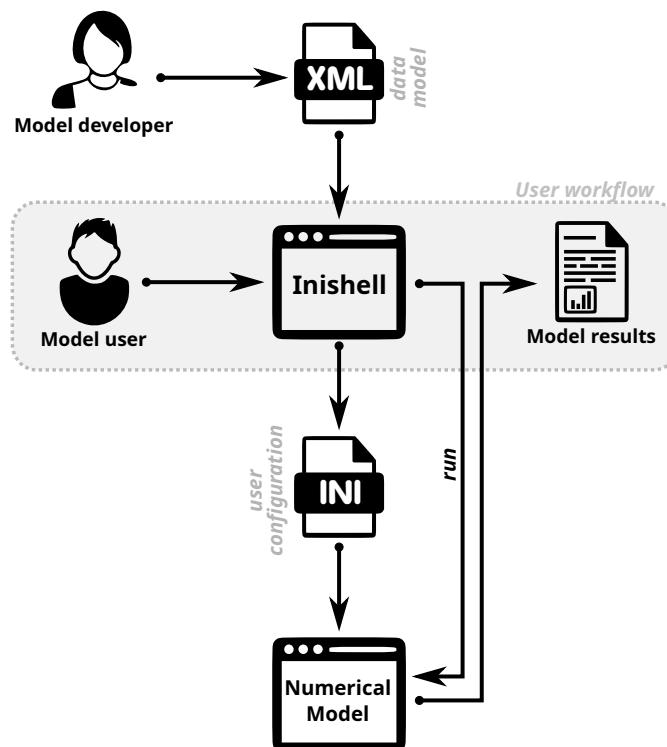 XML
data
model
Model developer
User workflow
Inishell
Model user
Model results
user
configuration
INI
run
Numerical
Model